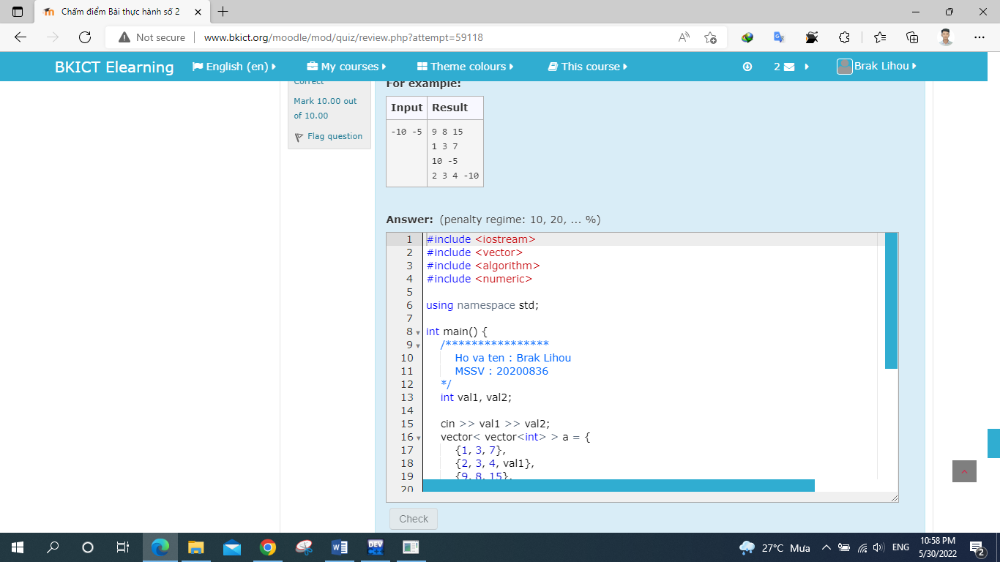 Chấm điểm Bài thực hành số 2
Not secure
www.bkict.org/moodle/mod/quiz/review.php?attempt=59118
BKICT Elearning
English (en)
My courses
Theme colours
This course
2
Brak Lihou
Correct
Mark 10.00 out
of 10.00
Flag question
For example:
Input Result
-10 -5 9 8 15
1 3 7
10 -5
2 3 4 -10
Answer: (penalty regime: 10, 20, ... %)
1 #include <iostream>
2 #include <vector>
3 #include <algorithm>
4 #include <numeric>
5
6 using namespace std;
7
8 int main() {
9 /****************
10 Ho va ten : Brak Lihou
11 MSSV : 20200836
12 */
13 int val1, val2;
14
15 cin >> val1 >> val2;
16 vector< vector<int> > a = {
17 {1, 3, 7},
18 {2, 3, 4, val1},
19 {9, 8, 15},
20
Check
DEV
27°C Mưa
ENG
10:58 PM
5/30/2022
2